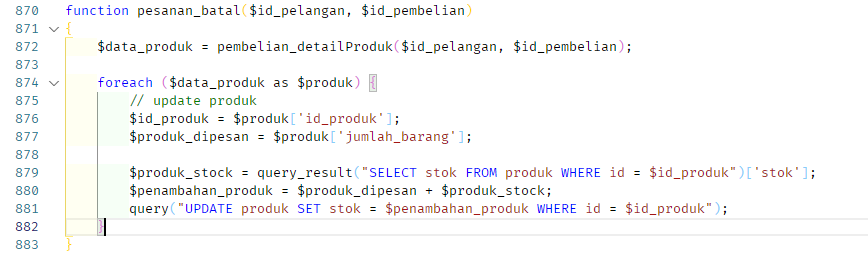 870 function pesanan_batal($id_pelangan, $id_pembelian)
871 {
872     $data_produk = pembelian_detailProduk($id_pelangan, $id_pembelian);
873
874     foreach ($data_produk as $produk) {
875         // update produk
876         $id_produk = $produk['id_produk'];
877         $produk_dipesan = $produk['jumlah_barang'];
878
879         $produk_stock = query_result("SELECT stok FROM produk WHERE id = $id_produk")['stok'];
880         $penambahan_produk = $produk_dipesan + $produk_stock;
881         query("UPDATE produk SET stok = $penambahan_produk WHERE id = $id_produk");
882     }
883 }